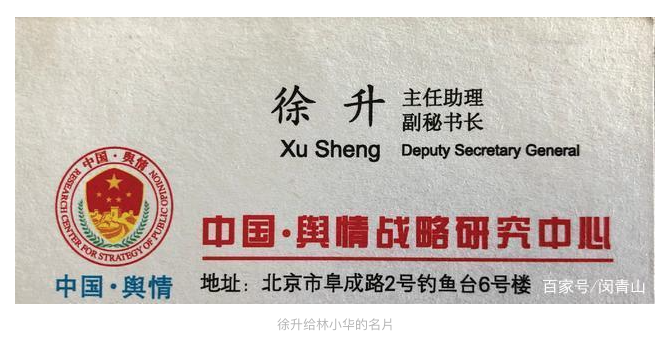 徐 升
主任助理
副秘书长
Xu Sheng
Deputy Secretary General
中国·舆情
RESEARCH CENTER FOR STRATEGY OF PUBLIC OPINION
中国·舆情战略研究中心
中国·舆情
地址：北京市阜成路2号钓鱼台6号楼
百家号/闵青山
徐升给林小华的名片